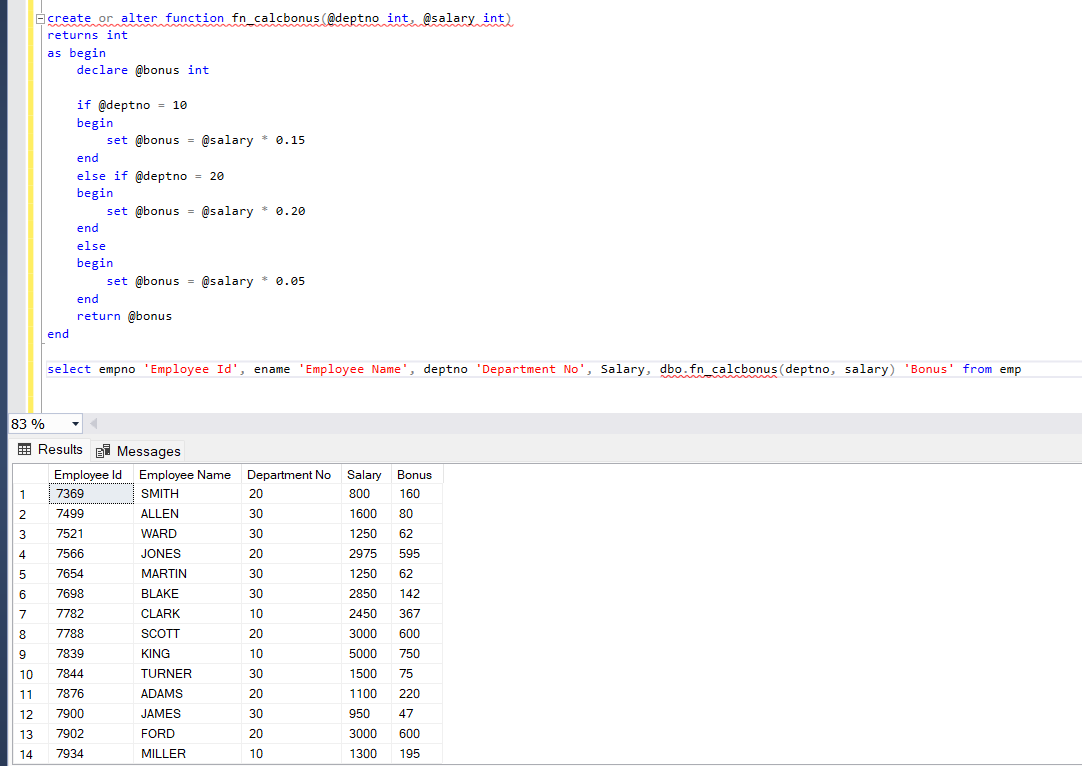 create or alter function fn_calcbonus(@deptno int, @salary int)
returns int
as begin
declare @bonus int
if @deptno = 10
begin
set @bonus = @salary * 0.15
end
else if @deptno = 20
begin
set @bonus = @salary * 0.20
end
else
begin
set @bonus = @salary * 0.05
end
return @bonus
end
select empno 'Employee Id', ename 'Employee Name', deptno 'Department No', Salary, dbo.fn_calcbonus(deptno, salary) 'Bonus' from emp
83 %
Results Messages
Employee Id Employee Name Department No Salary Bonus
1 7369 SMITH 20 800 160
2 7499 ALLEN 30 1600 80
3 7521 WARD 30 1250 62
4 7566 JONES 20 2975 595
5 7654 MARTIN 30 1250 62
6 7698 BLAKE 30 2850 142
7 7782 CLARK 10 2450 367
8 7788 SCOTT 20 3000 600
9 7839 KING 10 5000 750
10 7844 TURNER 30 1500 75
11 7876 ADAMS 20 1100 220
12 7900 JAMES 30 950 47
13 7902 FORD 20 3000 600
14 7934 MILLER 10 1300 195